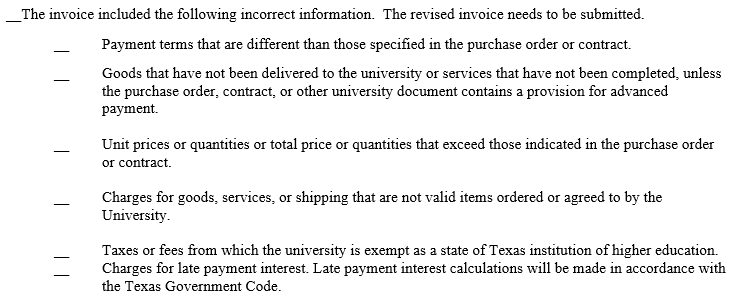 __The invoice included the following incorrect information.  The revised invoice needs to be submitted.
__ Payment terms that are different than those specified in the purchase order or contract.
__ Goods that have not been delivered to the university or services that have not been completed, unless
the purchase order, contract, or other university document contains a provision for advanced
payment.
__ Unit prices or quantities or total price or quantities that exceed those indicated in the purchase order
or contract.
__ Charges for goods, services, or shipping that are not valid items ordered or agreed to by the
University.
__ Taxes or fees from which the university is exempt as a state of Texas institution of higher education.
__ Charges for late payment interest. Late payment interest calculations will be made in accordance with
the Texas Government Code.